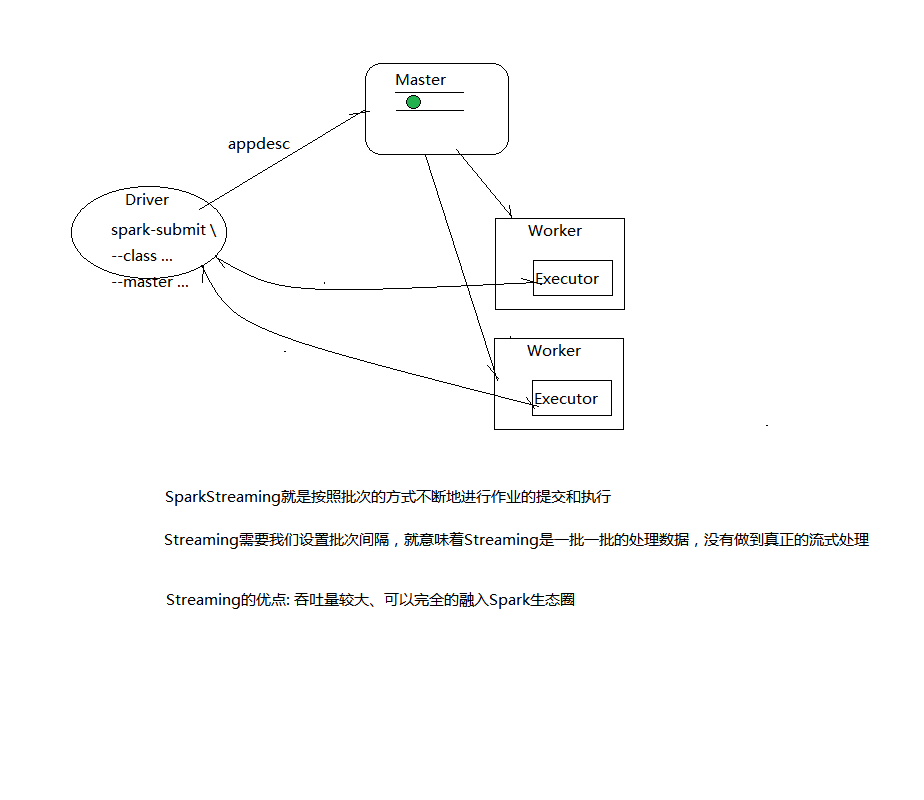 Master
appdesc
Driver
spark-submit \
--class ...
--master ...
Worker
Executor
Worker
Executor
SparkStreaming就是按照批次的方式不断地进行作业的提交和执行
Streaming需要我们设置批次间隔，就意味着Streaming是一批一批的处理数据，没有做到真正的流式处理
Streaming的优点: 吞吐量较大、可以完全的融入Spark生态圈